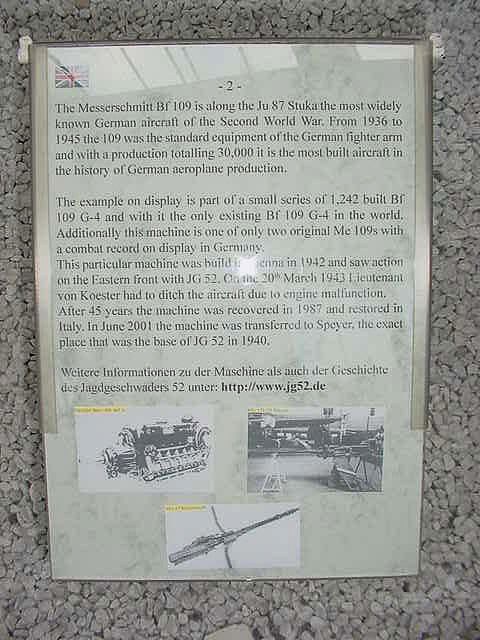 - 2 -
The Messerschmitt Bf 109 is along the Ju 87 Stuka the most widely
known German aircraft of the Second World War. From 1936 to
1945 the 109 was the standard equipment of the German fighter arm
and with a production totalling 30,000 it is the most built aircraft in
the history of German aeroplane production.
The example on display is part of a small series of 1,242 built Bf
109 G-4 and with it the only existing Bf 109 G-4 in the world.
Additionally this machine is one of only two original Me 109s with
a combat record on display in Germany.
This particular machine was build in Vienna in 1942 and saw action
on the Eastern front with JG 52. On the 20th March 1943 Lieutenant
von Koester had to ditch the aircraft due to engine malfunction.
After 45 years the machine was recovered in 1987 and restored in
Italy. In June 2001 the machine was transferred to Speyer, the exact
place that was the base of JG 52 in 1940.
Weitere Informationen zu der Maschine als auch der Geschichte
des Jagdgeschwaders 52 unter: http://www.jg52.de